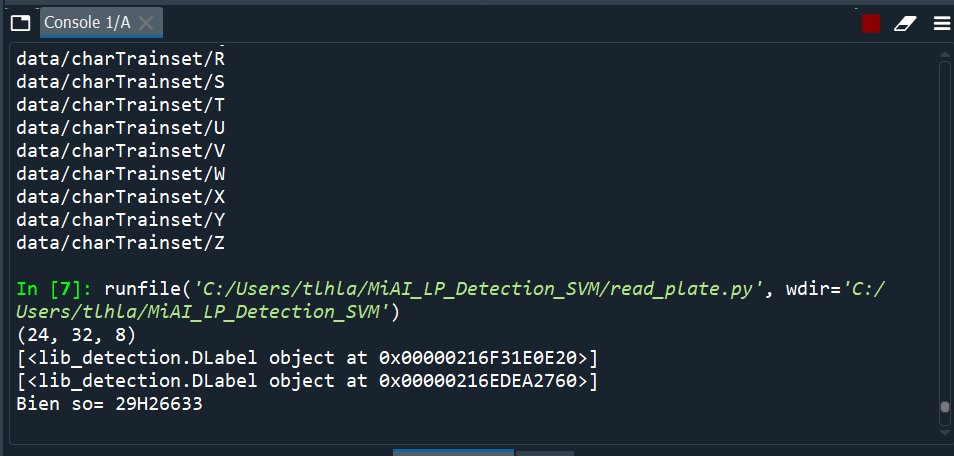 Console 1/A
data/charTrainset/R
data/charTrainset/S
data/charTrainset/T
data/charTrainset/U
data/charTrainset/V
data/charTrainset/W
data/charTrainset/X
data/charTrainset/Y
data/charTrainset/Z
In [7]: runfile('C:/Users/tlhla/MiAI_LP_Detection_SVM/read_plate.py', wdir='C:/
Users/tlhla/MiAI_LP_Detection_SVM')
(24, 32, 8)
[<lib_detection.DLabel object at 0x00000216F31E0E20>]
[<lib_detection.DLabel object at 0x00000216EDEA2760>]
Bien so= 29H26633